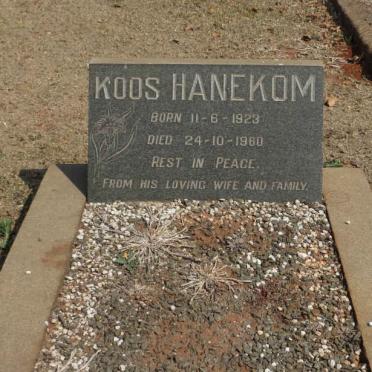 KOOS HANEKOM
BORN 11-6-1923
DIED 24-10-1960
REST IN PEACE.
FROM HIS LOVING WIFE AND FAMILY.